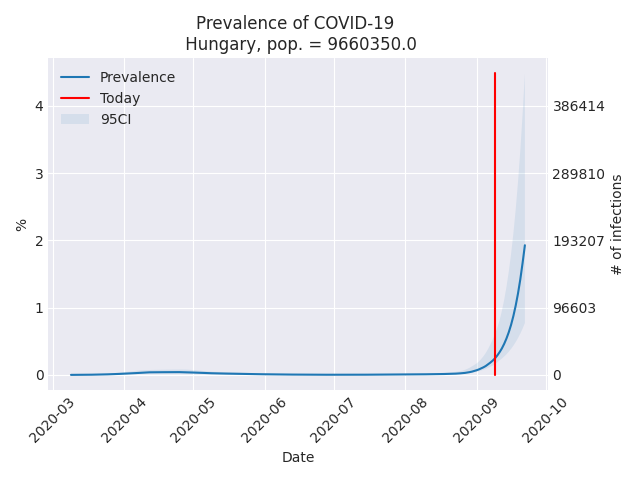 Prevalence of COVID-19
Hungary, pop. = 9660350.0
Prevalence
Today
95CI
4
3
2
1
0
%
386414
289810
193207
96603
0
# of infections
2020-03
2020-04
2020-05
2020-06
2020-07
2020-08
2020-09
2020-10
Date